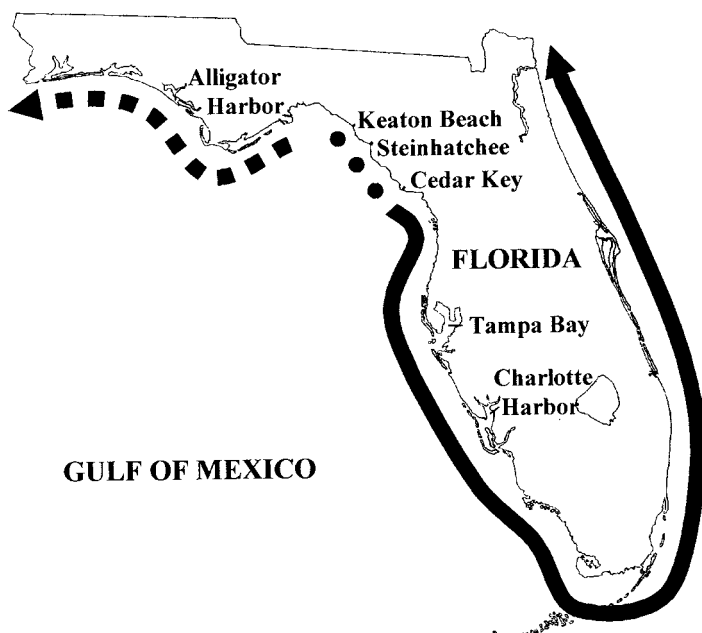 Alligator
Harbor
Keaton Beach
Steinhatchee
Cedar Key
FLORIDA
Tampa Bay
Charlotte
Harbor
GULF OF MEXICO